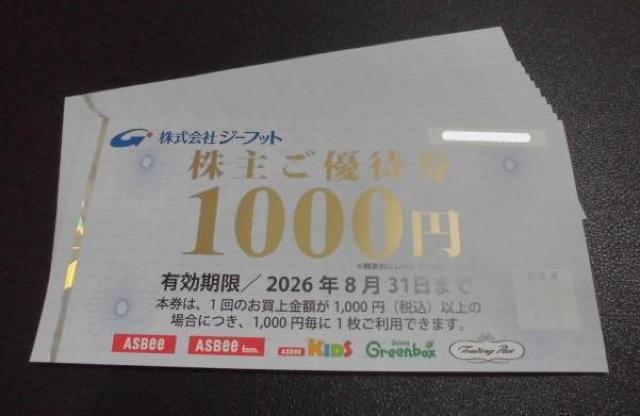 株式会社ジーフット
株主ご優待券
1000円
有効期限／2026年8月31日まで
本券は、1回のお買上金額が1,000円（税込）以上の
場合につき、1,000円毎に1枚ご利用できます。
ASBee ASBee fam. ASBEE KIDS Greenbox Trading Post